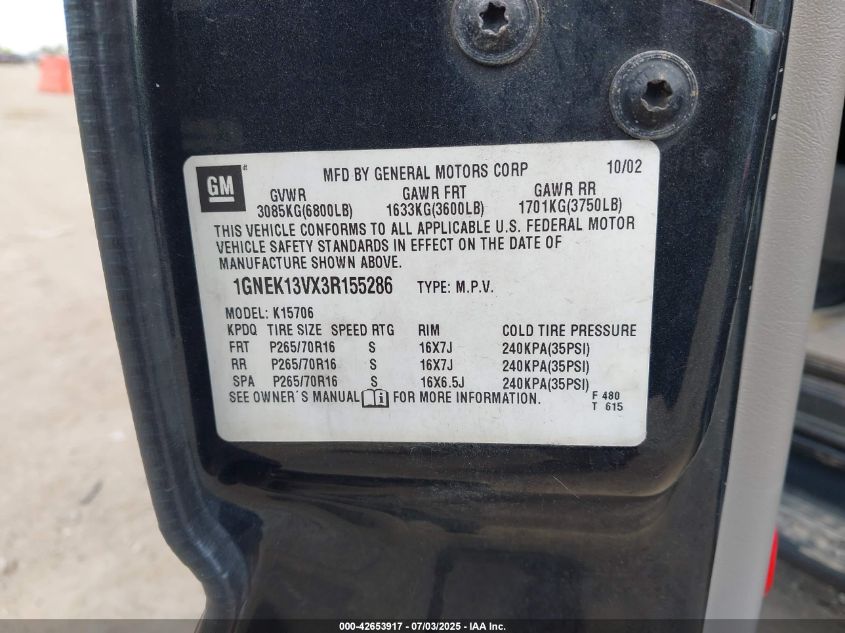 GM
MFD BY GENERAL MOTORS CORP 10/02
GVWR GAWR FRT GAWR RR
3085KG(6800LB) 1633KG(3600LB) 1701KG(3750LB)
THIS VEHICLE CONFORMS TO ALL APPLICABLE U.S. FEDERAL MOTOR
VEHICLE SAFETY STANDARDS IN EFFECT ON THE DATE OF
MANUFACTURE SHOWN ABOVE.
1GNEK13VX3R155286 TYPE: M.P.V.
MODEL: K15706
KPDQ TIRE SIZE SPEED RTG RIM COLD TIRE PRESSURE
FRT P265/70R16 S 16X7J 240KPA(35PSI)
RR P265/70R16 S 16X7J 240KPA(35PSI)
SPA P265/70R16 S 16X6.5J 240KPA(35PSI)
SEE OWNER'S MANUAL i FOR MORE INFORMATION.
F 480
T 615
000-42653917 - 07/03/2025 - IAA Inc.